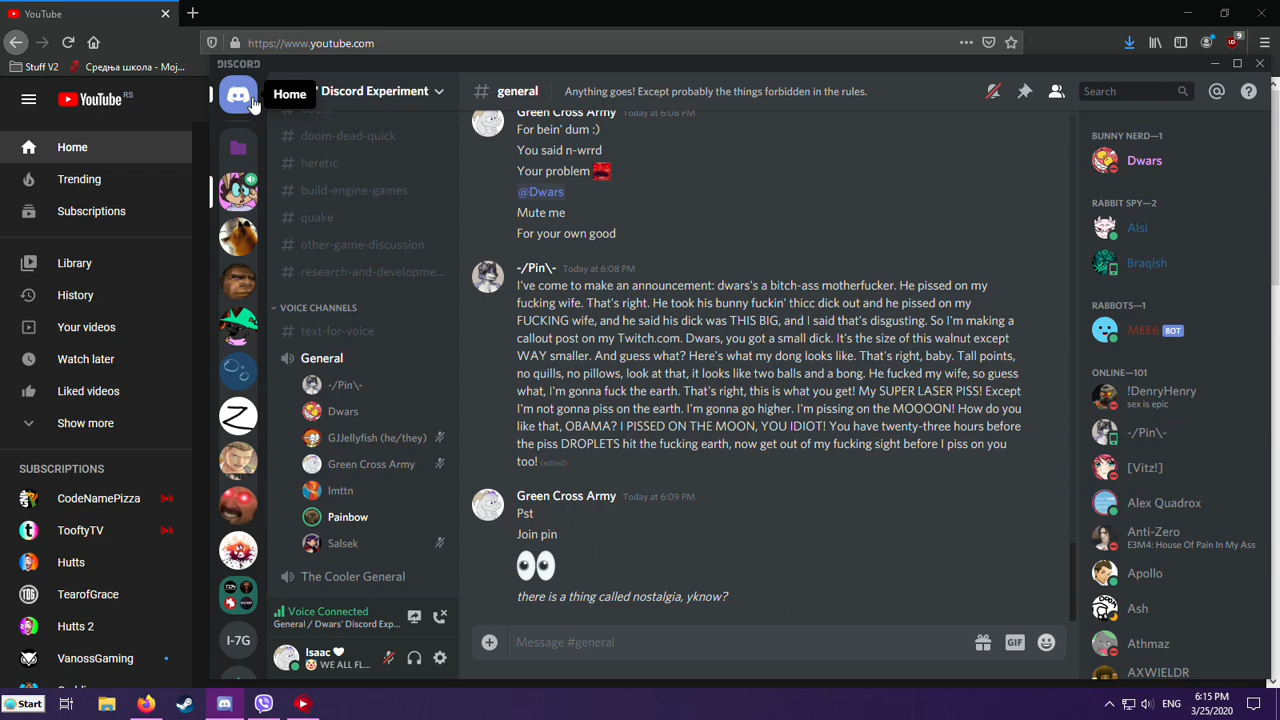 YouTube
https://www.youtube.com
9
Stuff V2
Средња школа - Мој...
YouTube RS
Home
Trending
Subscriptions
Library
History
Your videos
Watch later
Liked videos
Show more
SUBSCRIPTIONS
CodeNamePizza
TooftyTV
Hutts
TearofGrace
Hutts 2
VanossGaming
DISCORD
Home
I-7G
' Discord Experiment
doom
doom-dead-quick
heretic
build-engine-games
quake
other-game-discussion
research-and-developme...
VOICE CHANNELS
text-for-voice
General
-/Pin\-
Dwars
GJJellyfish (he/they)
Green Cross Army
lmttn
Painbow
Salsek
The Cooler General
Voice Connected
General / Dwars' Discord Exp...
Isaac
WE ALL FL...
# general
Anything goes! Except probably the things forbidden in the rules.
Search
Green Cross Army Today at 6:08 PM
For bein' dum :)
You said n-wrrd
Your problem
@Dwars
Mute me
For your own good
-/Pin\- Today at 6:08 PM
I've come to make an announcement: dwars's a bitch-ass motherfucker. He pissed on my
fucking wife. That's right. He took his bunny fuckin' thicc dick out and he pissed on my
FUCKING wife, and he said his dick was THIS BIG, and I said that's disgusting. So I'm making a
callout post on my Twitch.com. Dwars, you got a small dick. It's the size of this walnut except
WAY smaller. And guess what? Here's what my dong looks like. That's right, baby. Tall points,
no quills, no pillows, look at that, it looks like two balls and a bong. He fucked my wife, so guess
what, I'm gonna fuck the earth. That's right, this is what you get! My SUPER LASER PISS! Except
I'm not gonna piss on the earth. I'm gonna go higher. I'm pissing on the MOOOON! How do you
like that, OBAMA? I PISSED ON THE MOON, YOU IDIOT! You have twenty-three hours before
the piss DROPLETS hit the fucking earth, now get out of my fucking sight before I piss on you
too! (edited)
Green Cross Army Today at 6:09 PM
Pst
Join pin
there is a thing called nostalgia, yknow?
Message #general
GIF
BUNNY NERD—1
Dwars
RABBIT SPY—2
Alsi
Braqish
RABBOTS—1
MEE6 BOT
ONLINE—101
!DenryHenry
sex is epic
-/Pin\-
[Vitz!]
Alex Quadrox
Anti-Zero
E3M4: House Of Pain In My Ass
Apollo
Ash
Athmaz
AXWIELDR
Start
ENG
6:15 PM
3/25/2020